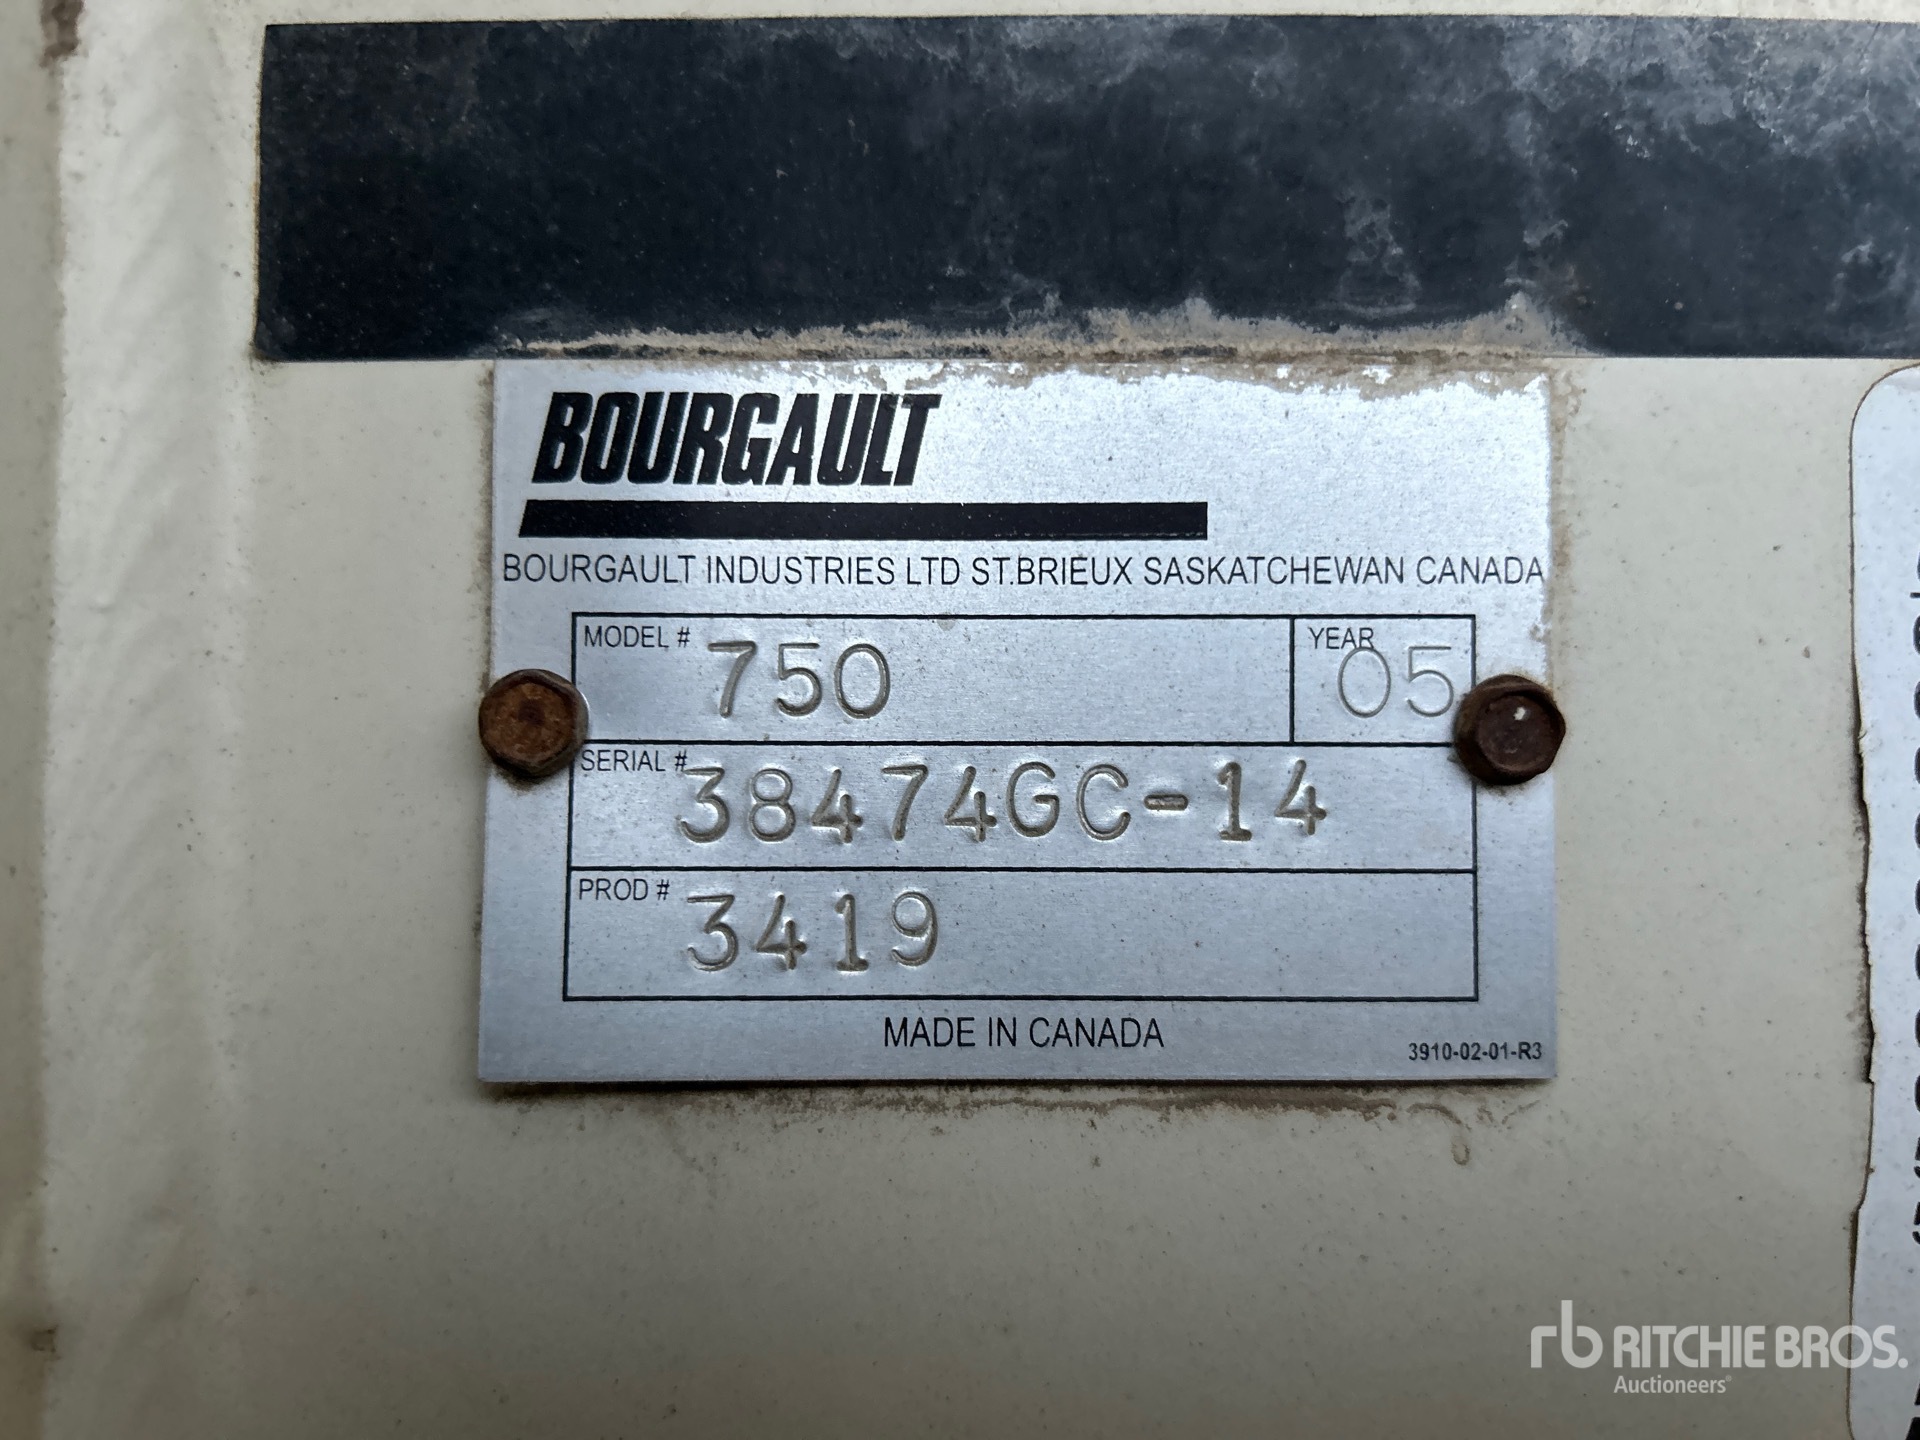 BOURGAULT
BOURGAULT INDUSTRIES LTD ST.BRIEUX SASKATCHEWAN CANADA
MODEL # 750 YEAR 05
SERIAL # 38474GC-14
PROD # 3419
MADE IN CANADA
3910-02-01-R3
rb RITCHIE BROS.
Auctioneers